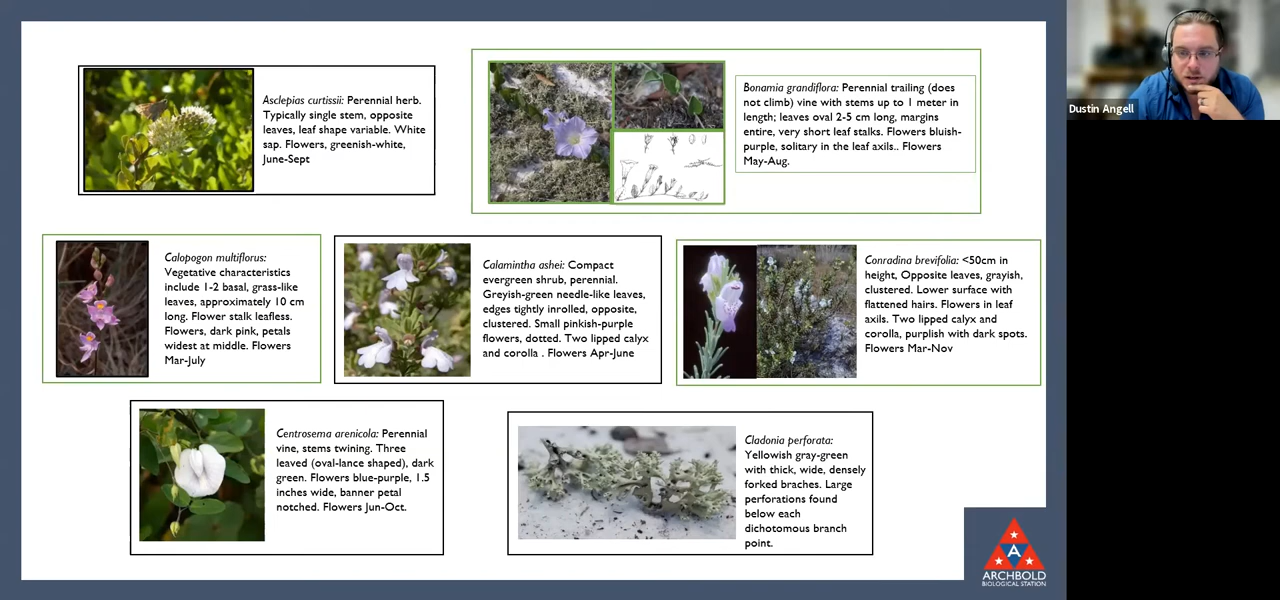 Asclepias curtissii: Perennial herb.
Typically single stem, opposite
leaves, leaf shape variable. White
sap. Flowers, greenish-white,
June-Sept
Bonamia grandiflora: Perennial trailing (does
not climb) vine with stems up to 1 meter in
length; leaves oval 2-5 cm long, margins
entire, very short leaf stalks. Flowers bluish-
purple, solitary in the leaf axils.. Flowers
May-Aug.
Dustin Angell
Calopogon multiflorus:
Vegetative characteristics
include 1-2 basal, grass-like
leaves, approximately 10 cm
long. Flower stalk leafless.
Flowers, dark pink, petals
widest at middle. Flowers
Mar-July
Calamintha ashei: Compact
evergreen shrub, perennial.
Greyish-green needle-like leaves,
edges tightly inrolled, opposite,
clustered. Small pinkish-purple
flowers, dotted. Two lipped calyx
and corolla . Flowers Apr-June
Conradina brevifolia: <50cm in
height, Opposite leaves, grayish,
clustered. Lower surface with
flattened hairs. Flowers in leaf
axils. Two lipped calyx and
corolla, purplish with dark spots.
Flowers Mar-Nov
Centrosema arenicola: Perennial
vine, stems twining. Three
leaved (oval-lance shaped), dark
green. Flowers blue-purple, 1.5
inches wide, banner petal
notched. Flowers Jun-Oct.
Cladonia perforata:
Yellowish gray-green
with thick, wide, densely
forked braches. Large
perforations found
below each
dichotomous branch
point.
A
ARCHBOLD
BIOLOGICAL STATION